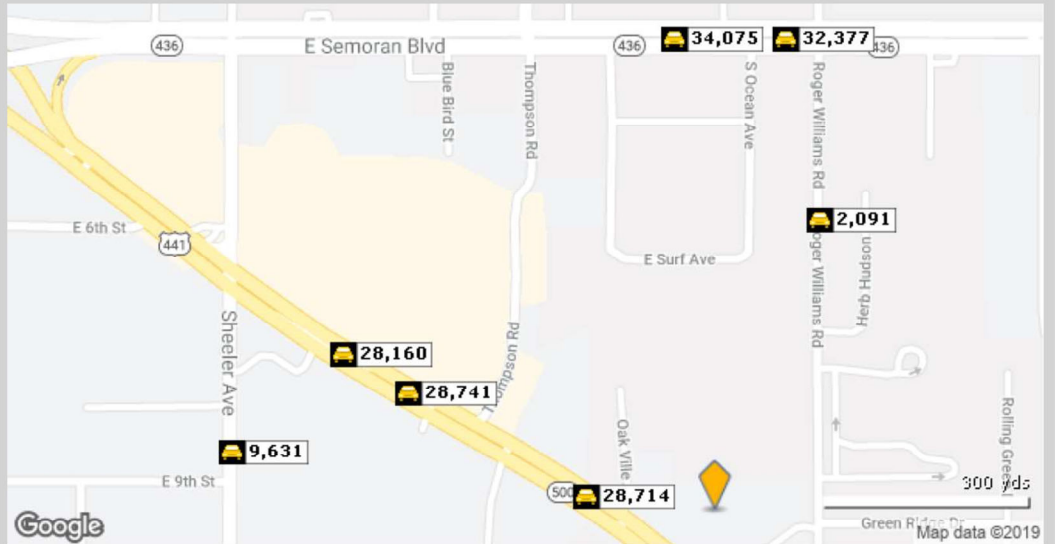 436
E Semoran Blvd
436
34,075
32,377
436
Blue Bird St
Thompson Rd
S Ocean Ave
Roger Williams Rd
E 6th St
441
2,091
E Surf Ave
Roger Williams Rd
Herb Hudson
Sheeler Ave
28,160
Thompson Rd
28,741
9,631
Oak Ville
Rolling Green
E 9th St
300 yds
500
28,714
Google
Green Ridge Dr
Map data ©2019